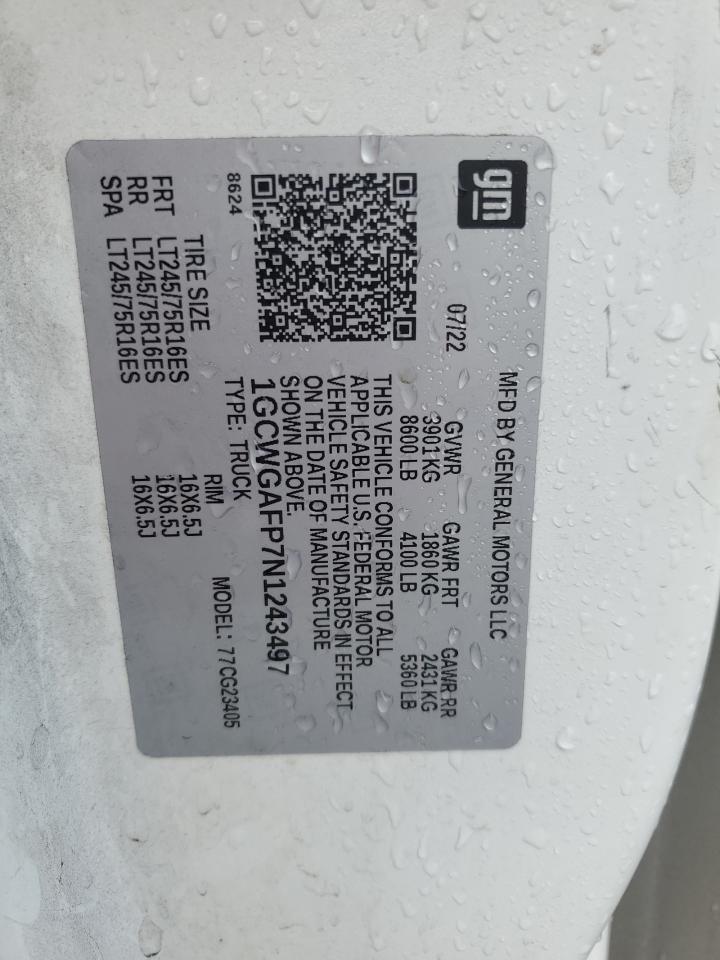 gm
MFD BY GENERAL MOTORS LLC
07/22
GVWR GAWR FRT GAWR RR
3901 KG 1860 KG 2431 KG
8600 LB 4100 LB 5360 LB
THIS VEHICLE CONFORMS TO ALL
APPLICABLE U.S. FEDERAL MOTOR
VEHICLE SAFETY STANDARDS IN EFFECT
ON THE DATE OF MANUFACTURE
SHOWN ABOVE.
1GCWGAFP7N1243497
8624
TYPE: TRUCK MODEL: 77CG23405
TIRE SIZE RIM
FRT LT245/75R16ES 16X6.5J
RR LT245/75R16ES 16X6.5J
SPA LT245/75R16ES 16X6.5J